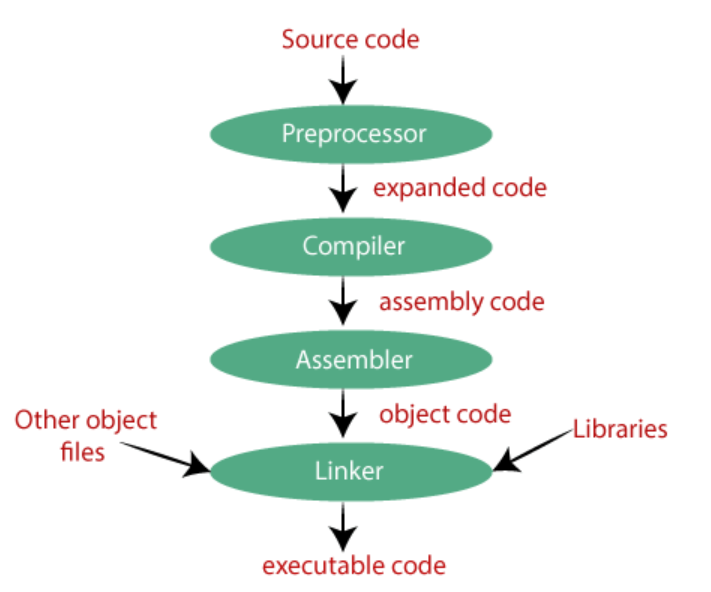 Source code
Preprocessor
expanded code
Compiler
assembly code
Assembler
object code
Other object
files
Libraries
Linker
executable code